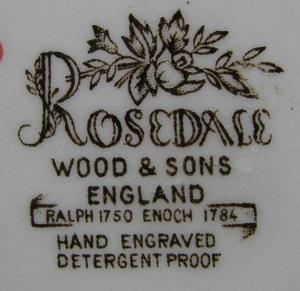 ROSEDALE
WOOD & SONS
ENGLAND
RALPH 1750 ENOCH 1784
HAND ENGRAVED
DETERGENT PROOF